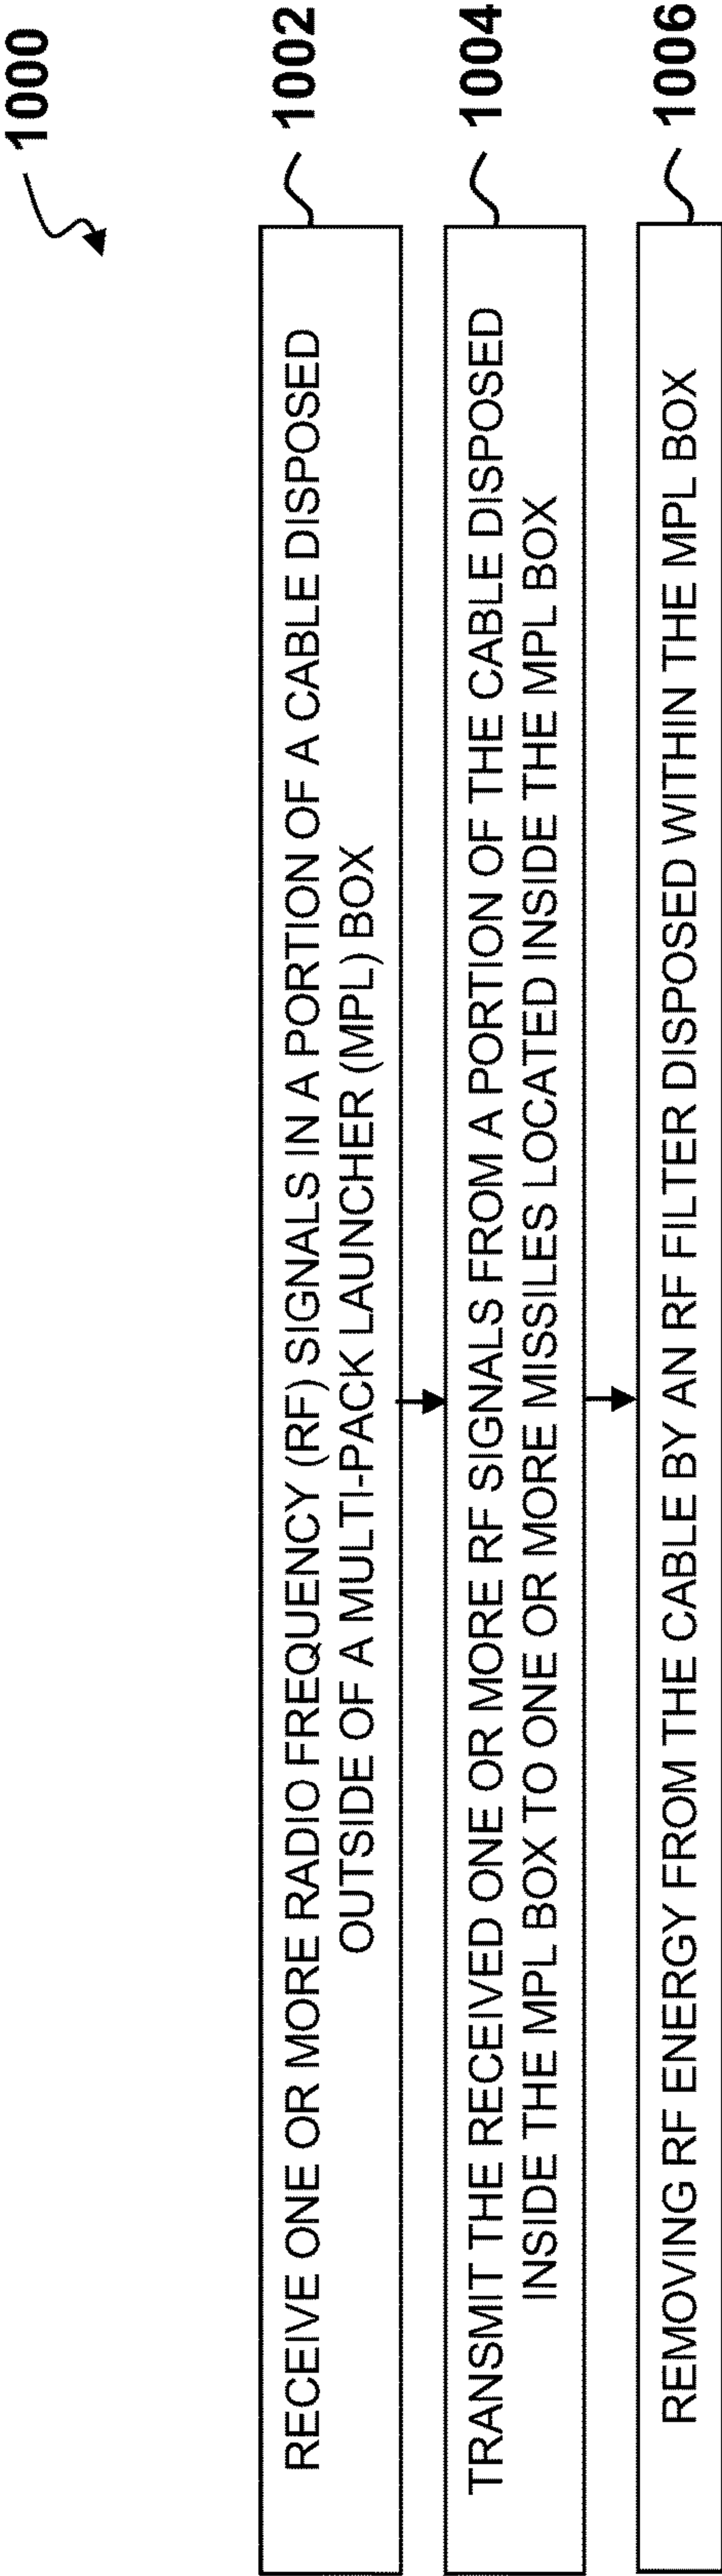 1000
RECEIVE ONE OR MORE RADIO FREQUENCY (RF) SIGNALS IN A PORTION OF A CABLE DISPOSED
OUTSIDE OF A MULTI-PACK LAUNCHER (MPL) BOX
1002
TRANSMIT THE RECEIVED ONE OR MORE RF SIGNALS FROM A PORTION OF THE CABLE DISPOSED
INSIDE THE MPL BOX TO ONE OR MORE MISSILES LOCATED INSIDE THE MPL BOX
1004
REMOVING RF ENERGY FROM THE CABLE BY AN RF FILTER DISPOSED WITHIN THE MPL BOX
1006